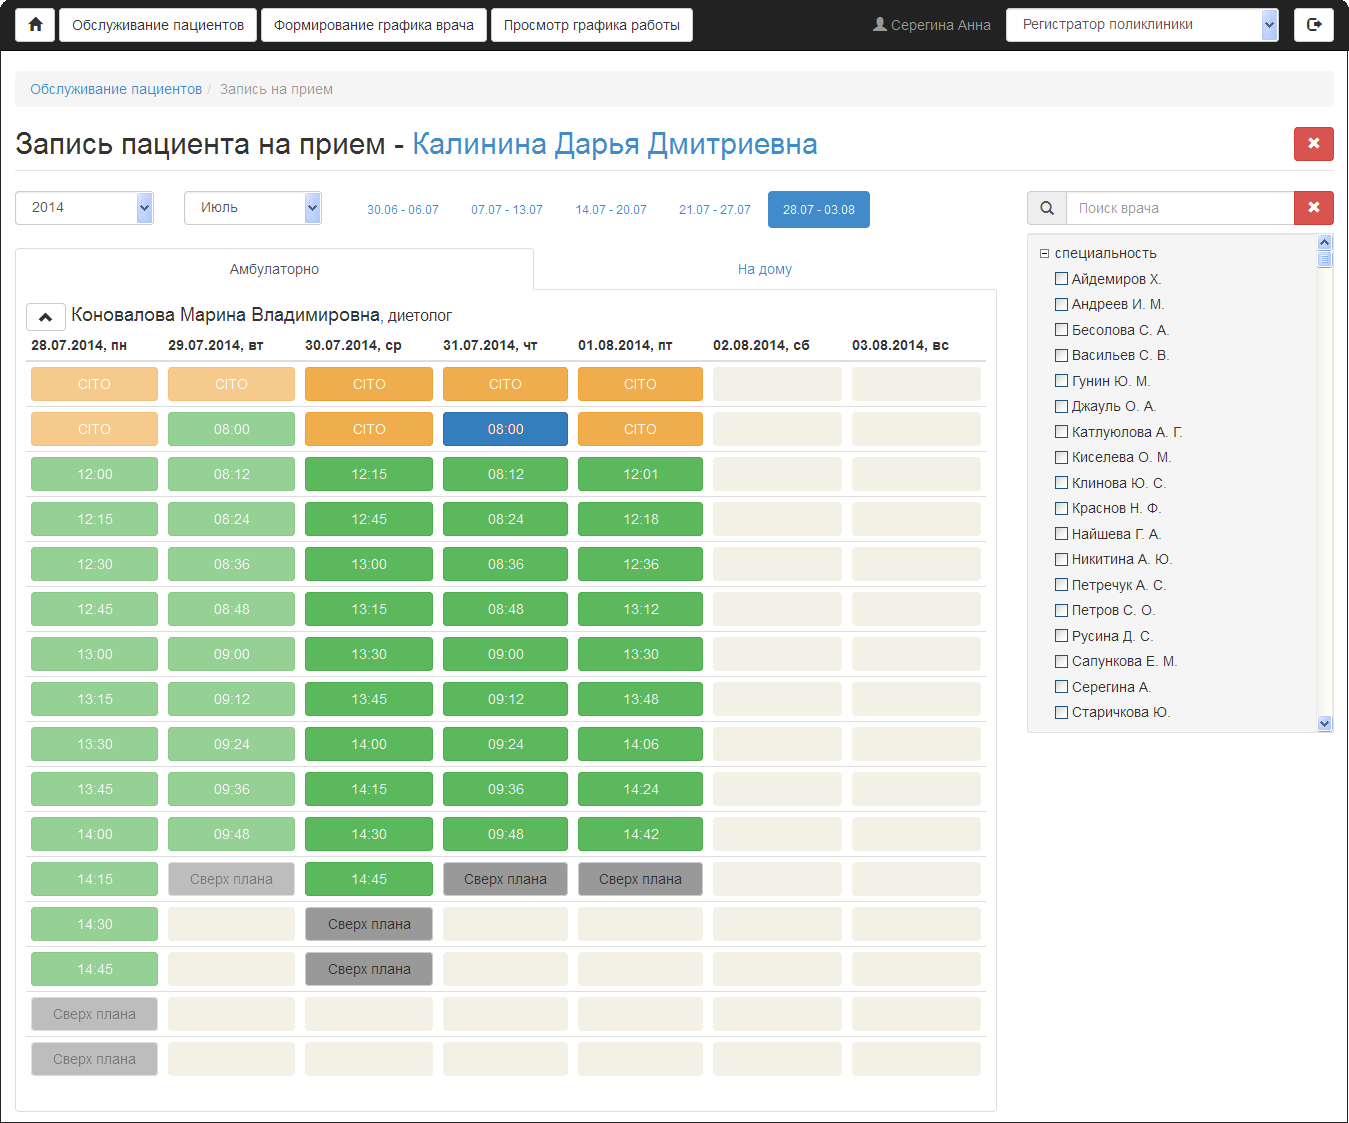 Обслуживание пациентов Формирование графика врача Просмотр графика работы Серегина Анна Регистратор поликлиники
Обслуживание пациентов / Запись на прием
Запись пациента на прием - Калинина Дарья Дмитриевна
2014 Июль 30.06 - 06.07 07.07 - 13.07 14.07 - 20.07 21.07 - 27.07 28.07 - 03.08
Амбулаторно На дому
Коновалова Марина Владимировна, диетолог
28.07.2014, пн 29.07.2014, вт 30.07.2014, ср 31.07.2014, чт 01.08.2014, пт 02.08.2014, сб 03.08.2014, вс
CITO CITO CITO CITO CITO
CITO 08:00 CITO 08:00 CITO
12:00 08:12 12:15 08:12 12:01
12:15 08:24 12:45 08:24 12:18
12:30 08:36 13:00 08:36 12:36
12:45 08:48 13:15 08:48 13:12
13:00 09:00 13:30 09:00 13:30
13:15 09:12 13:45 09:12 13:48
13:30 09:24 14:00 09:24 14:06
13:45 09:36 14:15 09:36 14:24
14:00 09:48 14:30 09:48 14:42
14:15 Сверх плана 14:45 Сверх плана Сверх плана
14:30 Сверх плана
14:45 Сверх плана
Сверх плана
Сверх плана
Поиск врача
специальность
Айдемиров Х.
Андреев И. М.
Бесолова С. А.
Васильев С. В.
Гунин Ю. М.
Джауль О. А.
Катлуюлова А. Г.
Киселева О. М.
Клинова Ю. С.
Краснов Н. Ф.
Найшева Г. А.
Никитина А. Ю.
Петречук А. С.
Петров С. О.
Русина Д. С.
Сапункова Е. М.
Серегина А.
Старичкова Ю.